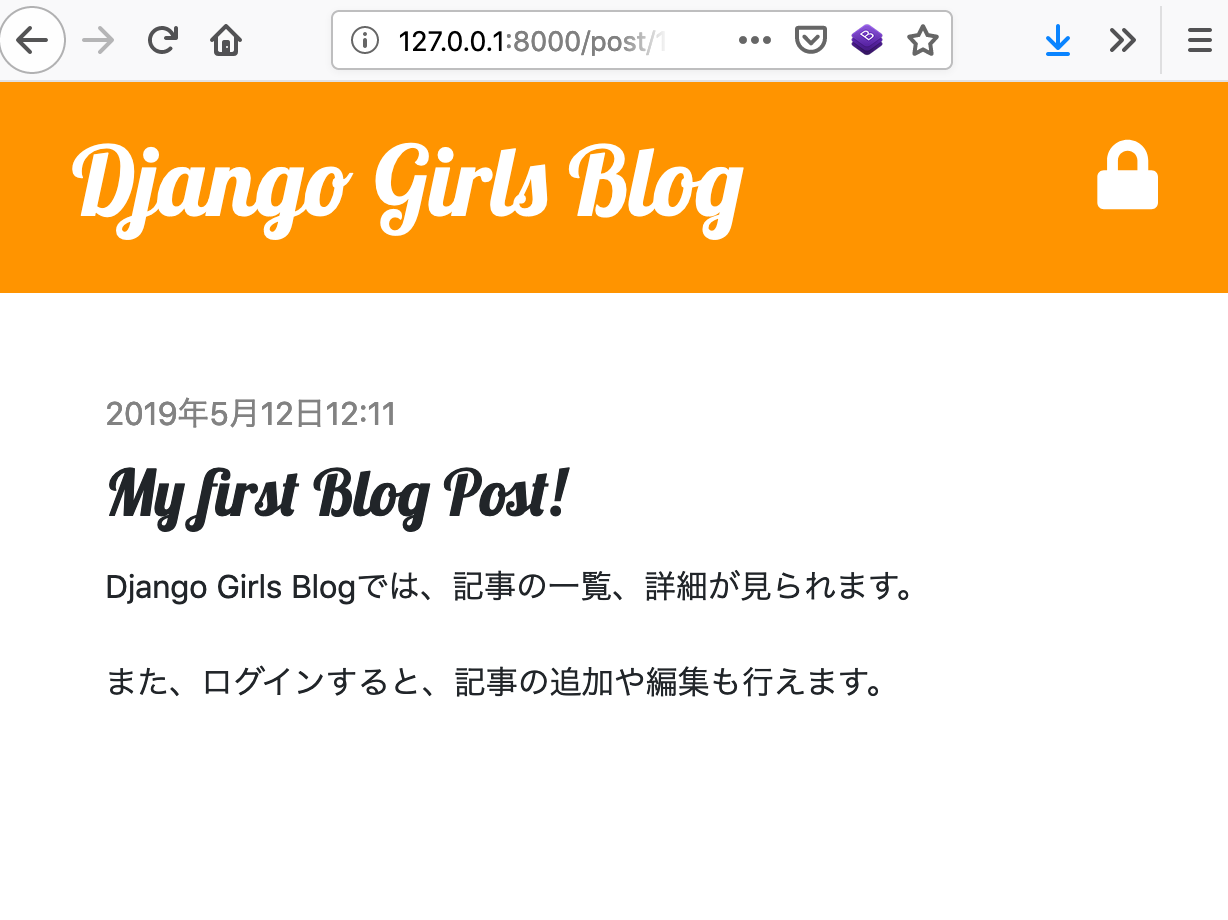 127.0.0.1:8000/post/1
Django Girls Blog
2019年5月12日12:11
My first Blog Post!
Django Girls Blogでは、記事の一覧、詳細が見られます。
また、ログインすると、記事の追加や編集も行えます。